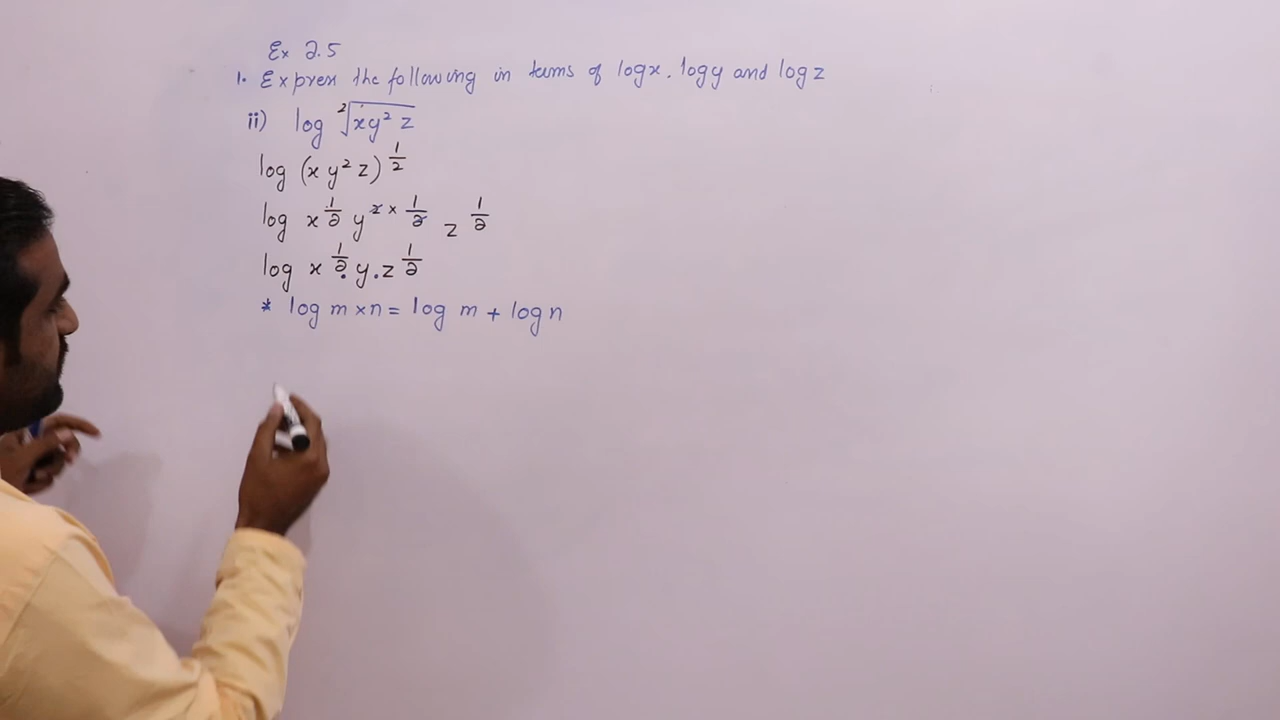 Ex 2.5
1. Express the following in terms of logx. logy and logz
ii) log ²√xy² z
log (x y² z)^1/2
log x^1/2 y^2×1/2 z^1/2
log x^1/2 . y . z^1/2
* log m×n = log m + log n